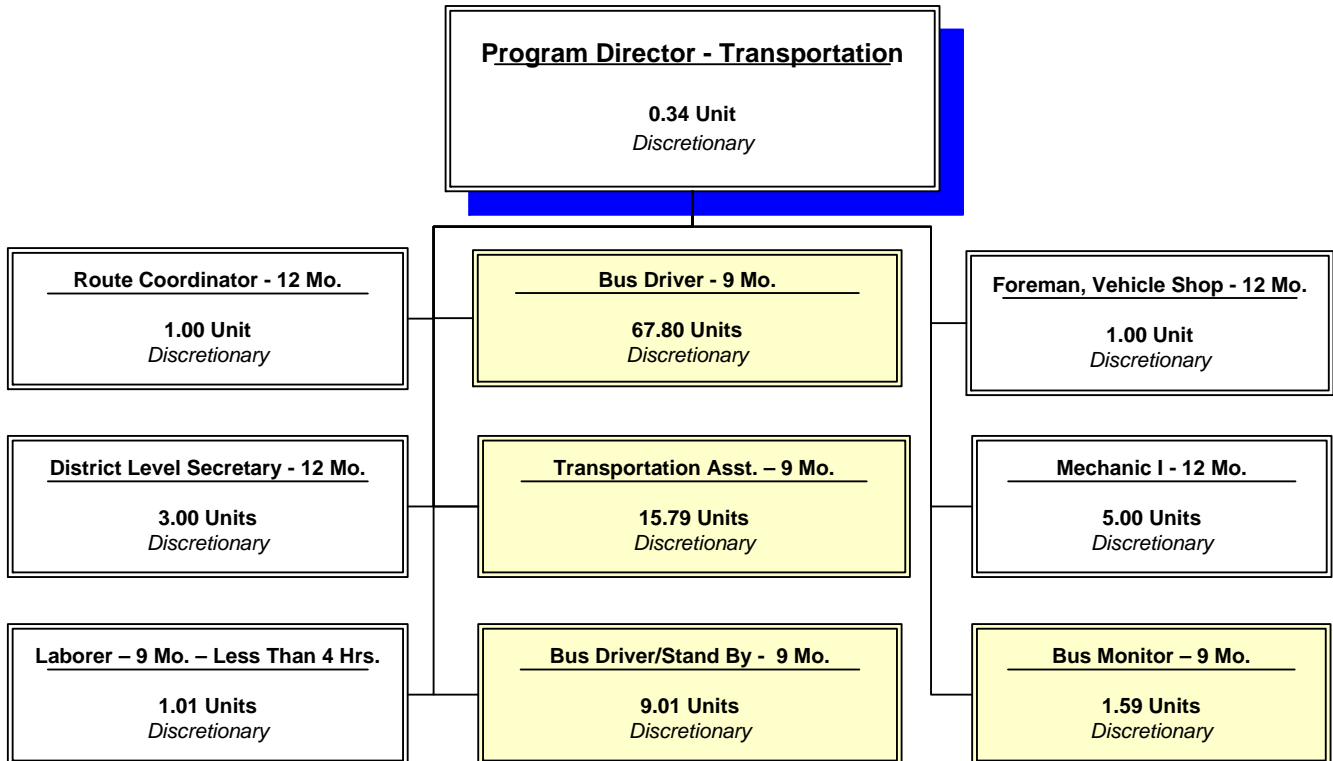 Program Director - Transportation
0.34 Unit
Discretionary
Route Coordinator - 12 Mo.
1.00 Unit
Discretionary
Bus Driver - 9 Mo.
67.80 Units
Discretionary
Foreman, Vehicle Shop - 12 Mo.
1.00 Unit
Discretionary
District Level Secretary - 12 Mo.
3.00 Units
Discretionary
Transportation Asst. – 9 Mo.
15.79 Units
Discretionary
Mechanic I - 12 Mo.
5.00 Units
Discretionary
Laborer – 9 Mo. – Less Than 4 Hrs.
1.01 Units
Discretionary
Bus Driver/Stand By - 9 Mo.
9.01 Units
Discretionary
Bus Monitor – 9 Mo.
1.59 Units
Discretionary